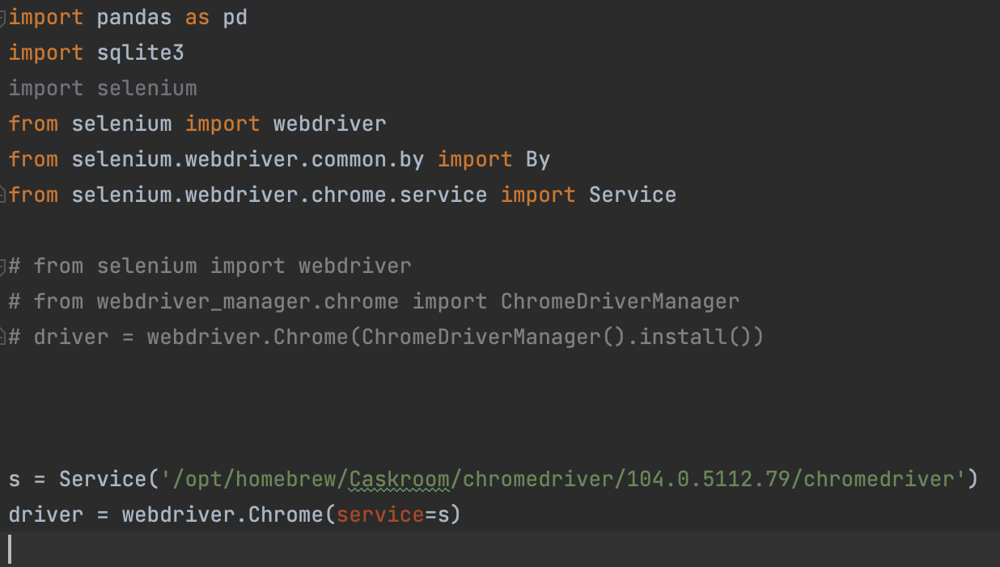 import pandas as pd
import sqlite3
import selenium
from selenium import webdriver
from selenium.webdriver.common.by import By
from selenium.webdriver.chrome.service import Service
# from selenium import webdriver
# from webdriver_manager.chrome import ChromeDriverManager
# driver = webdriver.Chrome(ChromeDriverManager().install())
s = Service('/opt/homebrew/Caskroom/chromedriver/104.0.5112.79/chromedriver')
driver = webdriver.Chrome(service=s)